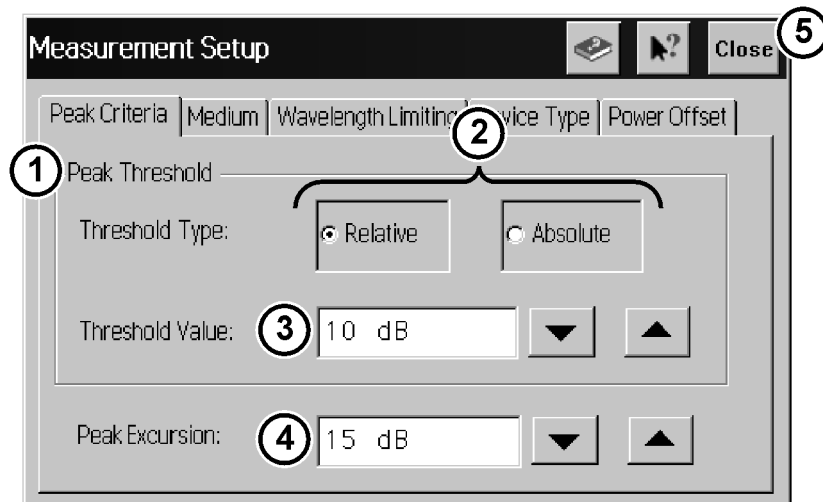 Measurement Setup
?
Close
5
Peak Criteria
Medium
Wavelength Limiting
vice Type
Power Offset
2
1
Peak Threshold
Threshold Type:
Relative
Absolute
Threshold Value:
3
10 dB
Peak Excursion:
4
15 dB